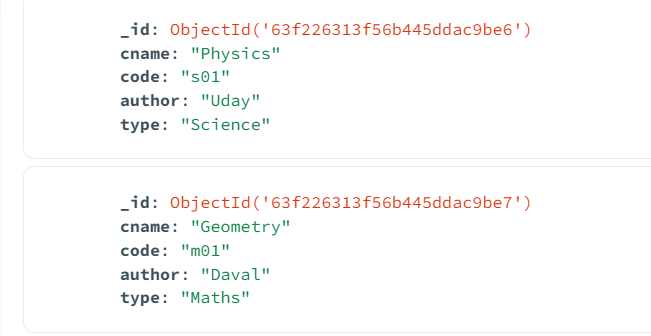 _id: ObjectId('63f226313f56b445ddac9be6')
cname: "Physics"
code: "s01"
author: "Uday"
type: "Science"
_id: ObjectId('63f226313f56b445ddac9be7')
cname: "Geometry"
code: "m01"
author: "Daval"
type: "Maths"